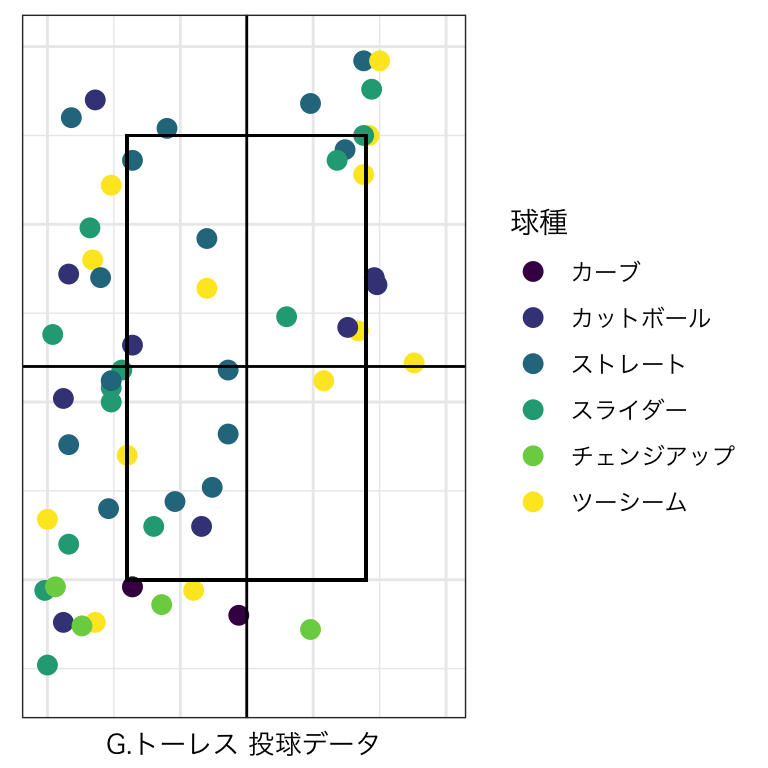 球種
カーブ
カットボール
ストレート
スライダー
チェンジアップ
ツーシーム
G.トーレス 投球データ